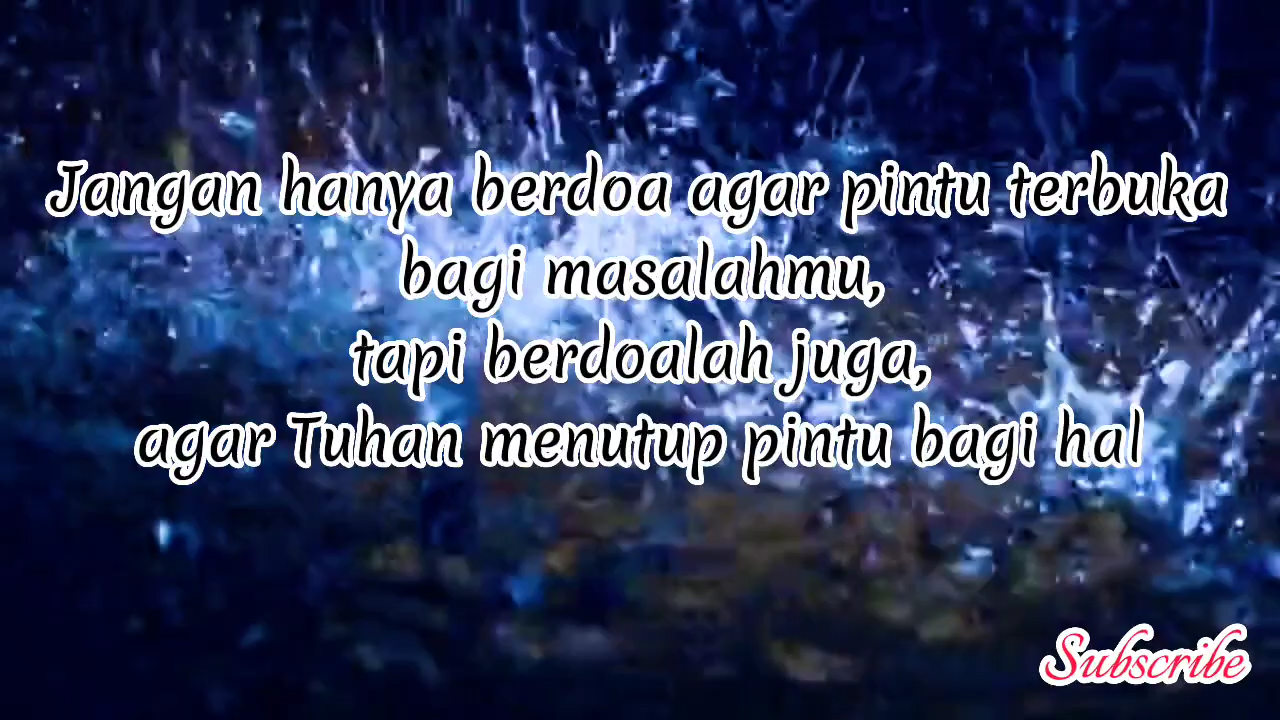 Jangan hanya berdoa agar pintu terbuka
bagi masalahmu,
tapi berdoalah juga,
agar Tuhan menutup pintu bagi hal
Subscribe